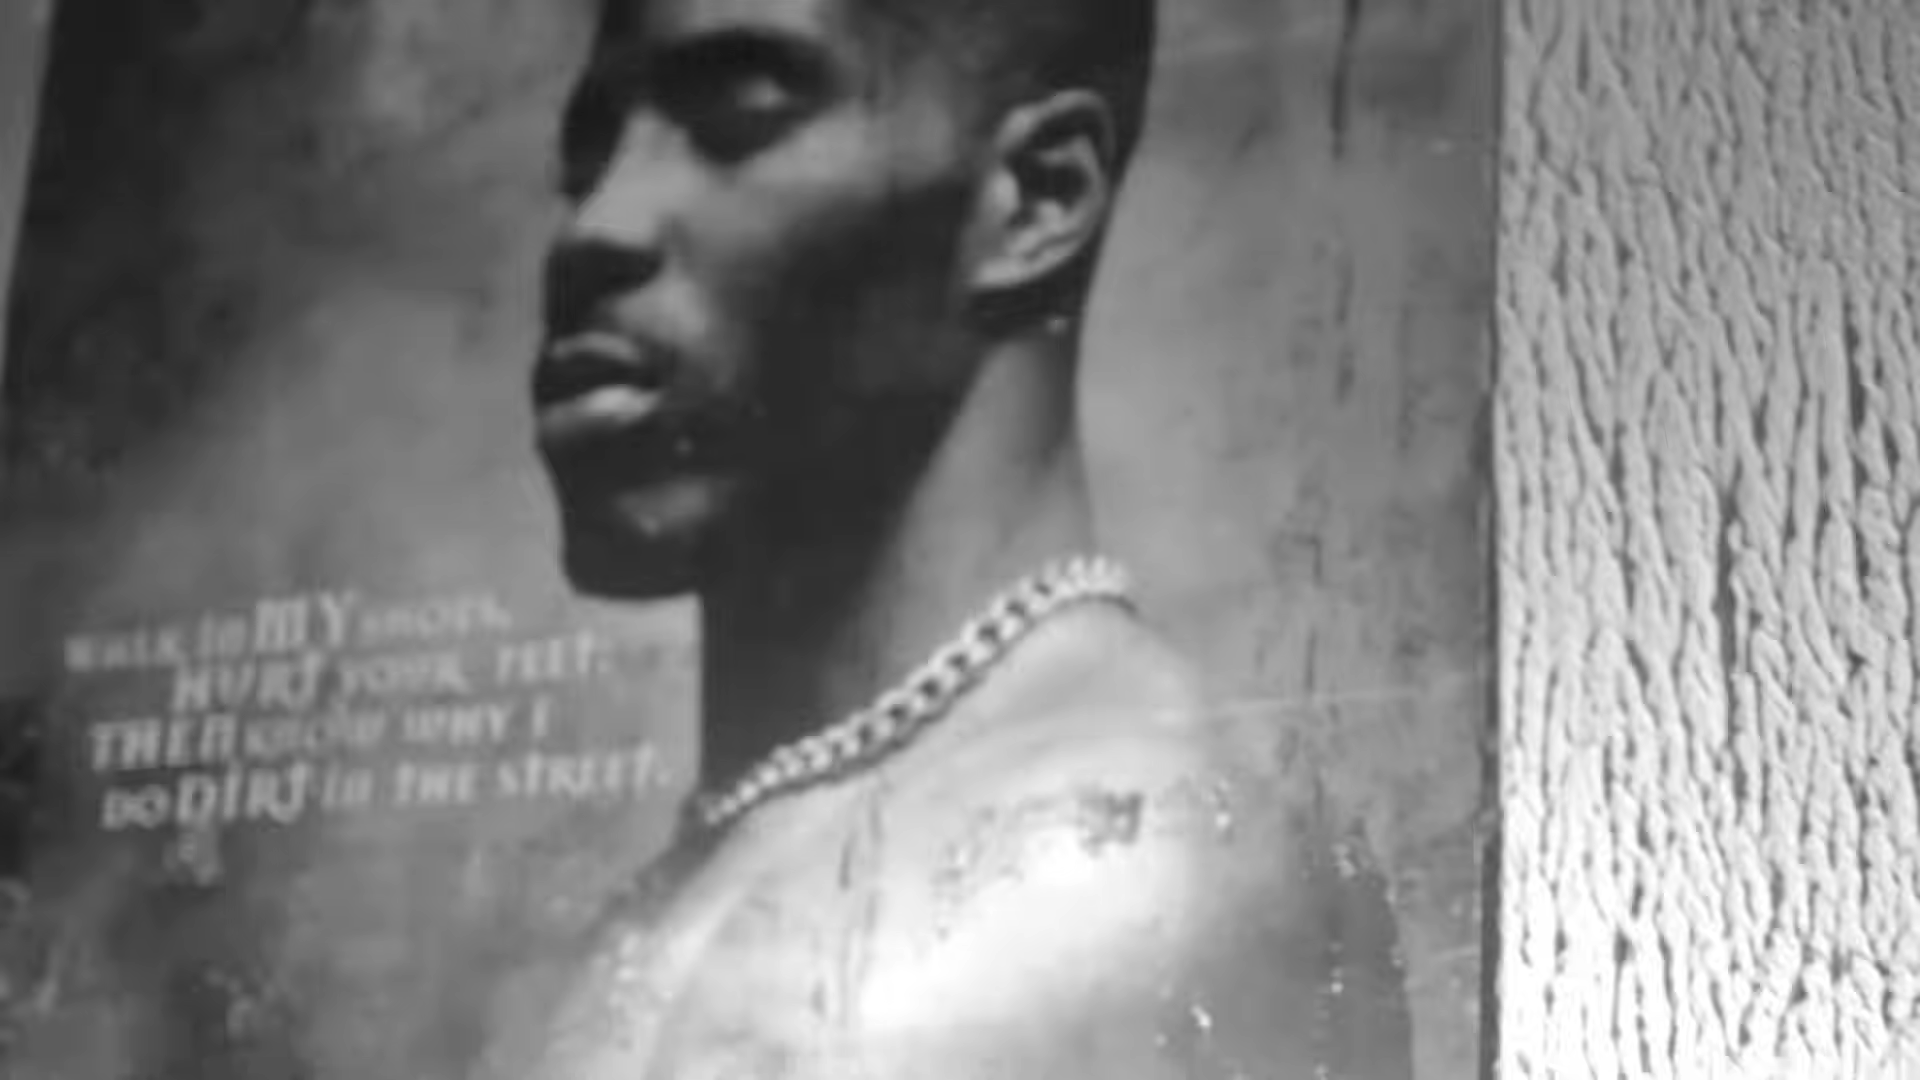 WALK in MY SHOES,
HURT YOUR FEET.
THEN KNOW WHY I
DO DIRT in THE STREET.